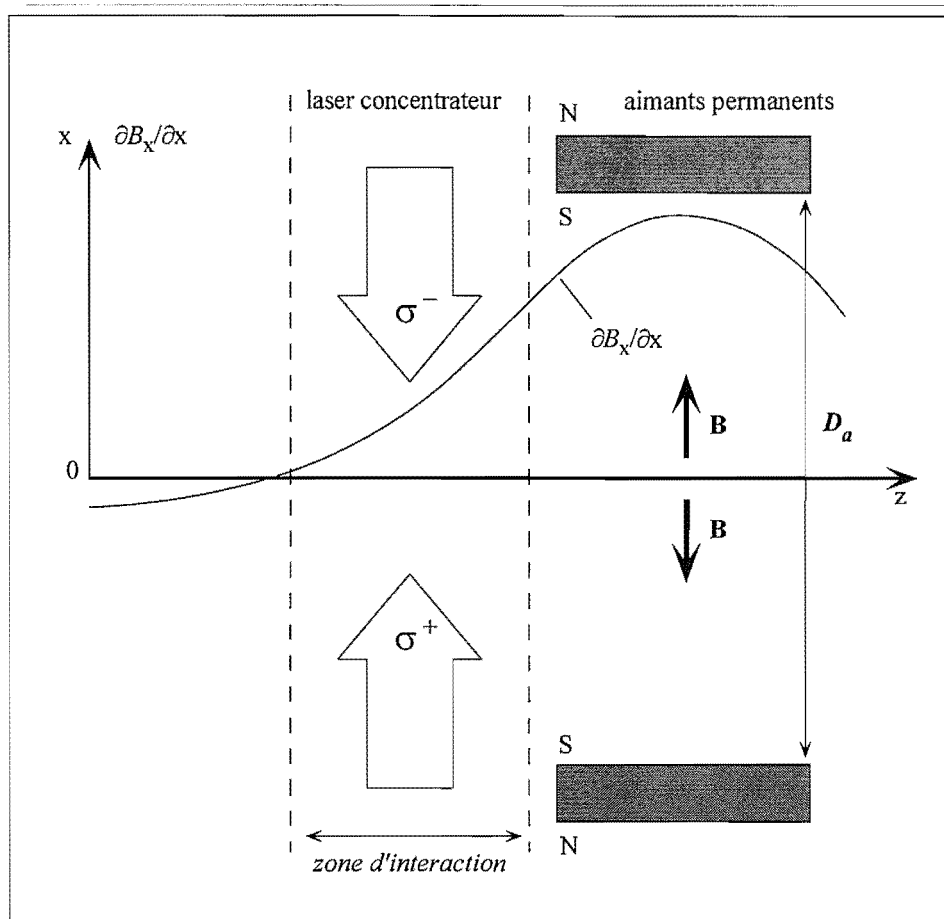 laser concentrateur
aimants permanents
x
∂Bₓ/∂x
N
S
σ⁻
∂Bₓ/∂x
B
Dₐ
0
z
B
σ⁺
S
N
zone d'interaction